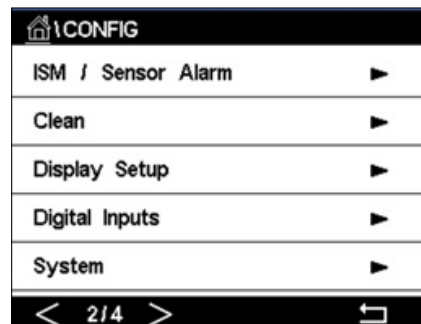 \CONFIG
ISM / Sensor Alarm
Clean
Display Setup
Digital Inputs
System
< 2/4 >